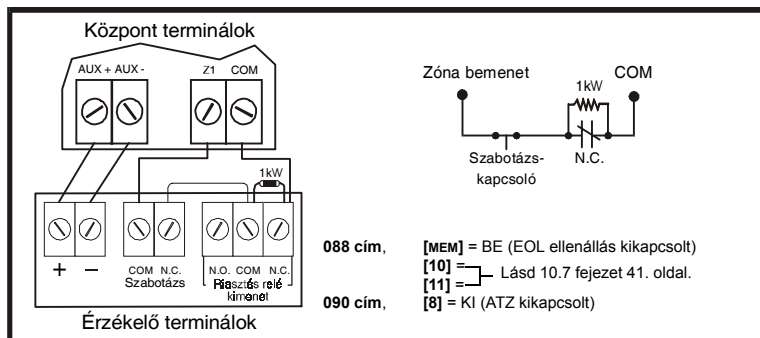 Központ terminálok
AUX + AUX -
Z1 COM
1kW
+ −
COM N.C.
Szabotázs
N.O. COM N.C.
Riasztás relé
kimenet
Érzékelő terminálok
Zóna bemenet
COM
1kW
Szabotázs-
kapcsoló
N.C.
088 cím, [MEM] = BE (EOL ellenállás kikapcsolt)
[10] =
[11] =
Lásd 10.7 fejezet 41. oldal.
090 cím, [8] = KI (ATZ kikapcsolt)